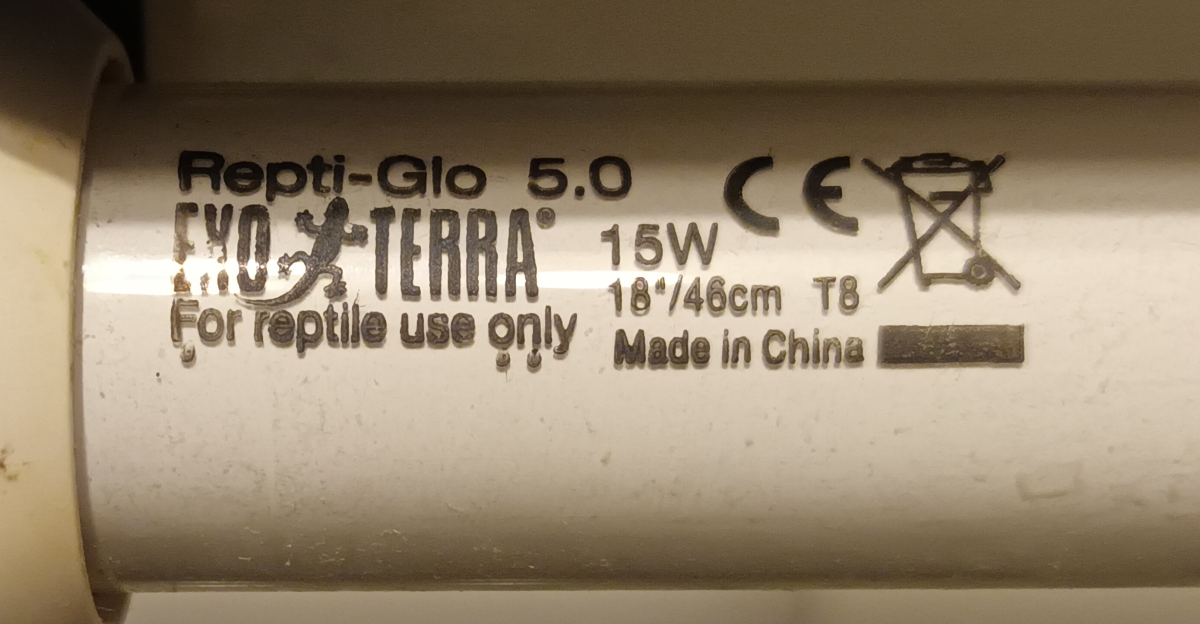 Repti-Glo 5.0
EXO TERRA®
For reptile use only
CE
15W
18"/46cm T8
Made in China